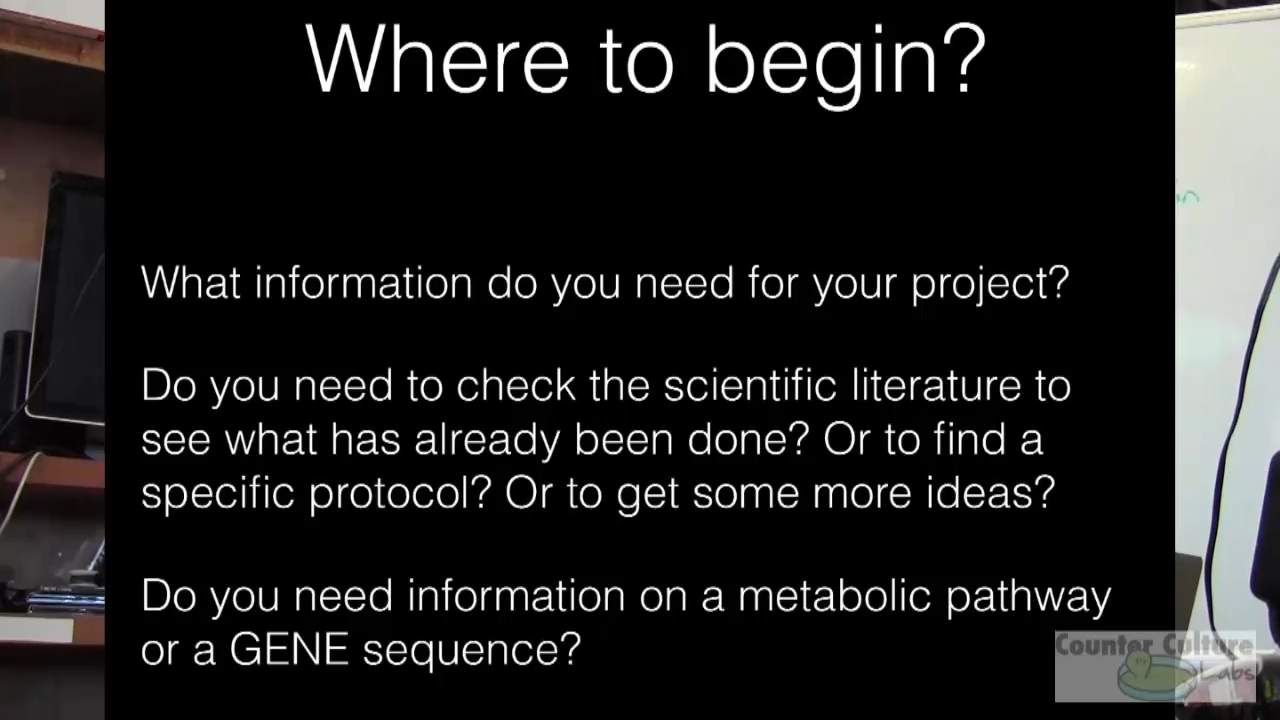 Where to begin?
What information do you need for your project?
Do you need to check the scientific literature to
see what has already been done? Or to find a
specific protocol? Or to get some more ideas?
Do you need information on a metabolic pathway
or a GENE sequence?
Counter Culture
Labs